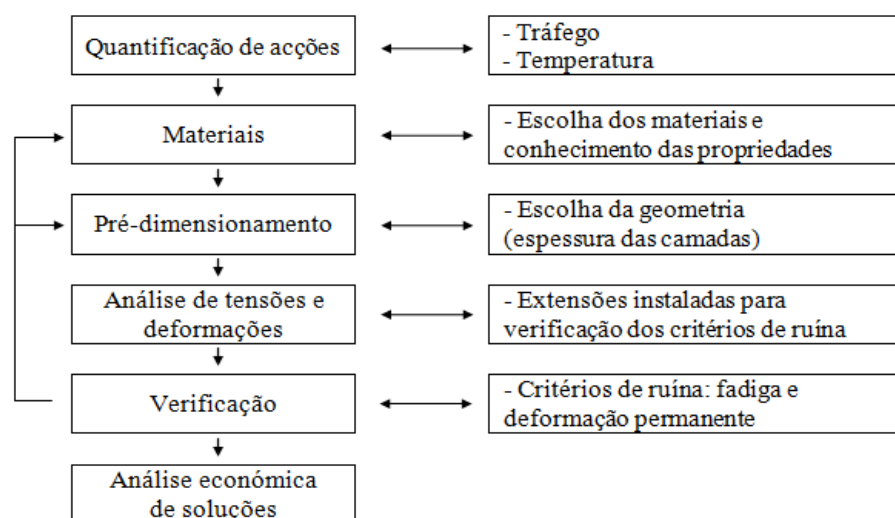 Quantificação de acções
- Tráfego
- Temperatura
Materiais
- Escolha dos materiais e
conhecimento das propriedades
Pré-dimensionamento
- Escolha da geometria
(espessura das camadas)
Análise de tensões e
deformações
- Extensões instaladas para
verificação dos critérios de ruína
Verificação
- Critérios de ruína: fadiga e
deformação permanente
Análise económica
de soluções